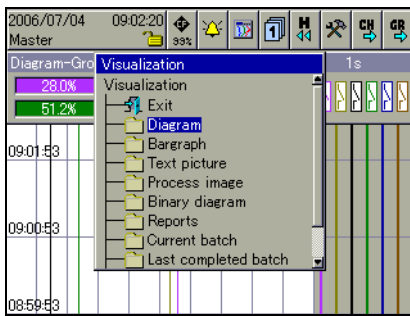 2006/07/04 09:02:20
Master 99% H CH GR
Diagram-Gro Visualization 1s
28.0%
51.2%
Visualization
Exit
Diagram
Bargraph
Text picture
Process image
Binary diagram
Reports
Current batch
Last completed batch
09:01:53
09:00:53
08:59:53